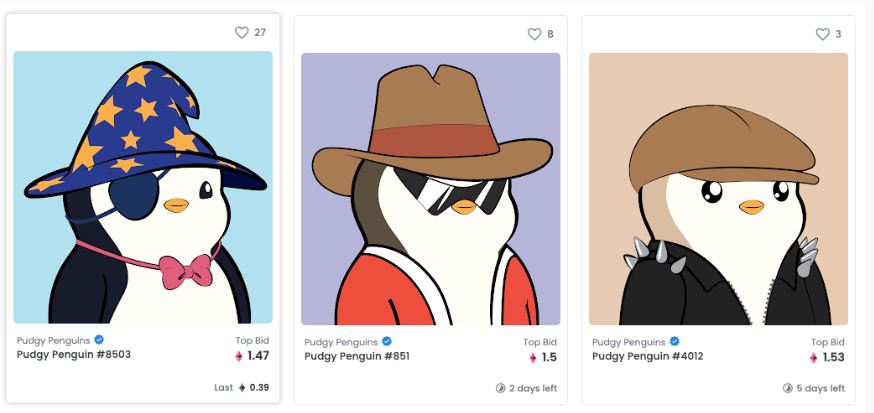 27
Pudgy Penguins
Top Bid
Pudgy Penguin #8503
1.47
Last 0.39
8
Pudgy Penguins
Top Bid
Pudgy Penguin #851
1.5
2 days left
3
Pudgy Penguins
Top Bid
Pudgy Penguin #4012
1.53
5 days left